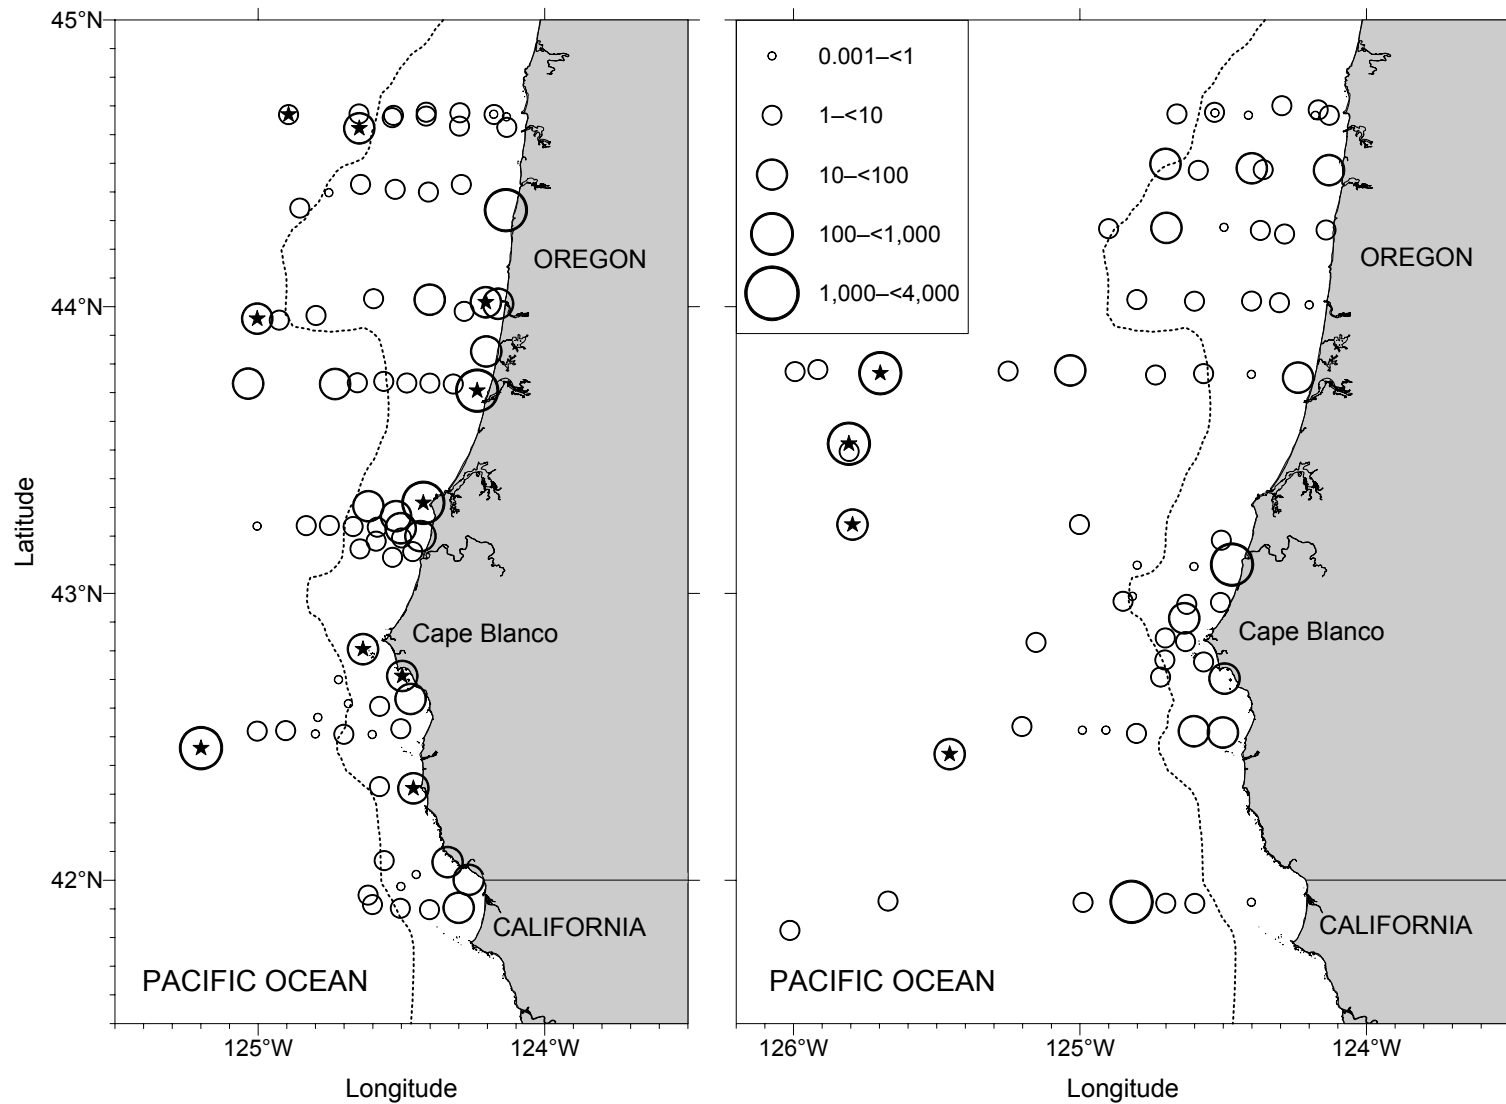 45°N
44°N
43°N
42°N
Latitude
OREGON
Cape Blanco
CALIFORNIA
PACIFIC OCEAN
125°W
124°W
Longitude
0.001–<1
1–<10
10–<100
100–<1,000
1,000–<4,000
OREGON
Cape Blanco
CALIFORNIA
PACIFIC OCEAN
126°W
125°W
124°W
Longitude